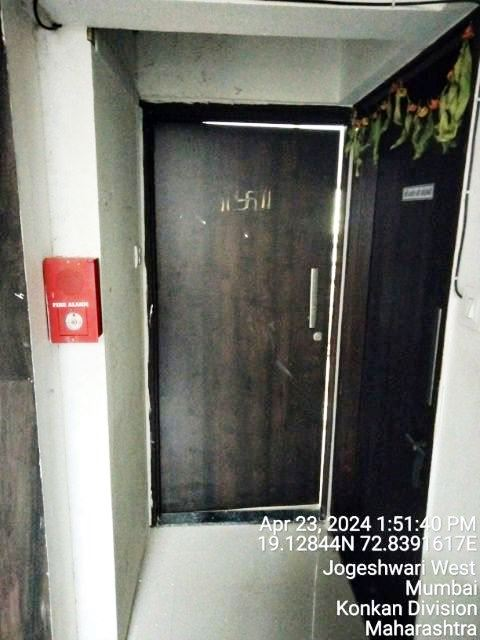 ॥卐॥
FIRE ALARM
Apr 23, 2024 1:51:40 PM
19.12844N 72.8391617E
Jogeshwari West
Mumbai
Konkan Division
Maharashtra